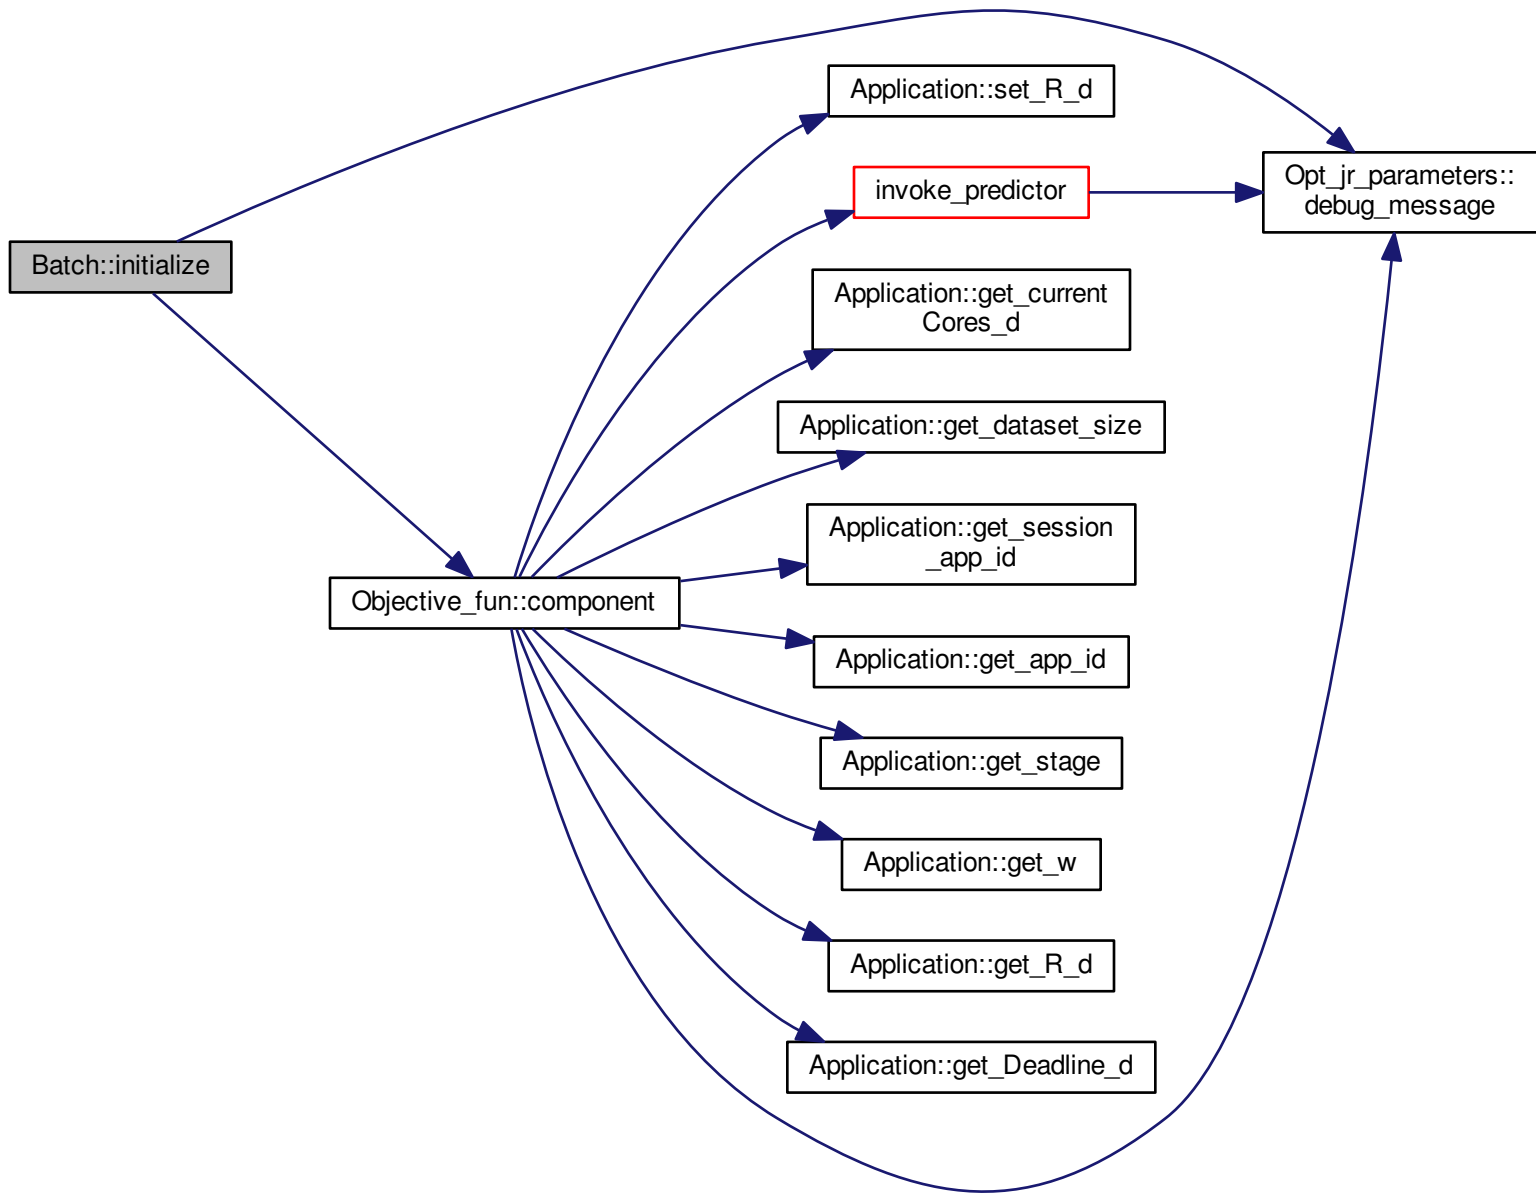 Batch::initialize
Objective_fun::component
Application::set_R_d
invoke_predictor
Application::get_current
Cores_d
Application::get_dataset_size
Application::get_session
_app_id
Application::get_app_id
Application::get_stage
Application::get_w
Application::get_R_d
Application::get_Deadline_d
Opt_jr_parameters::
debug_message